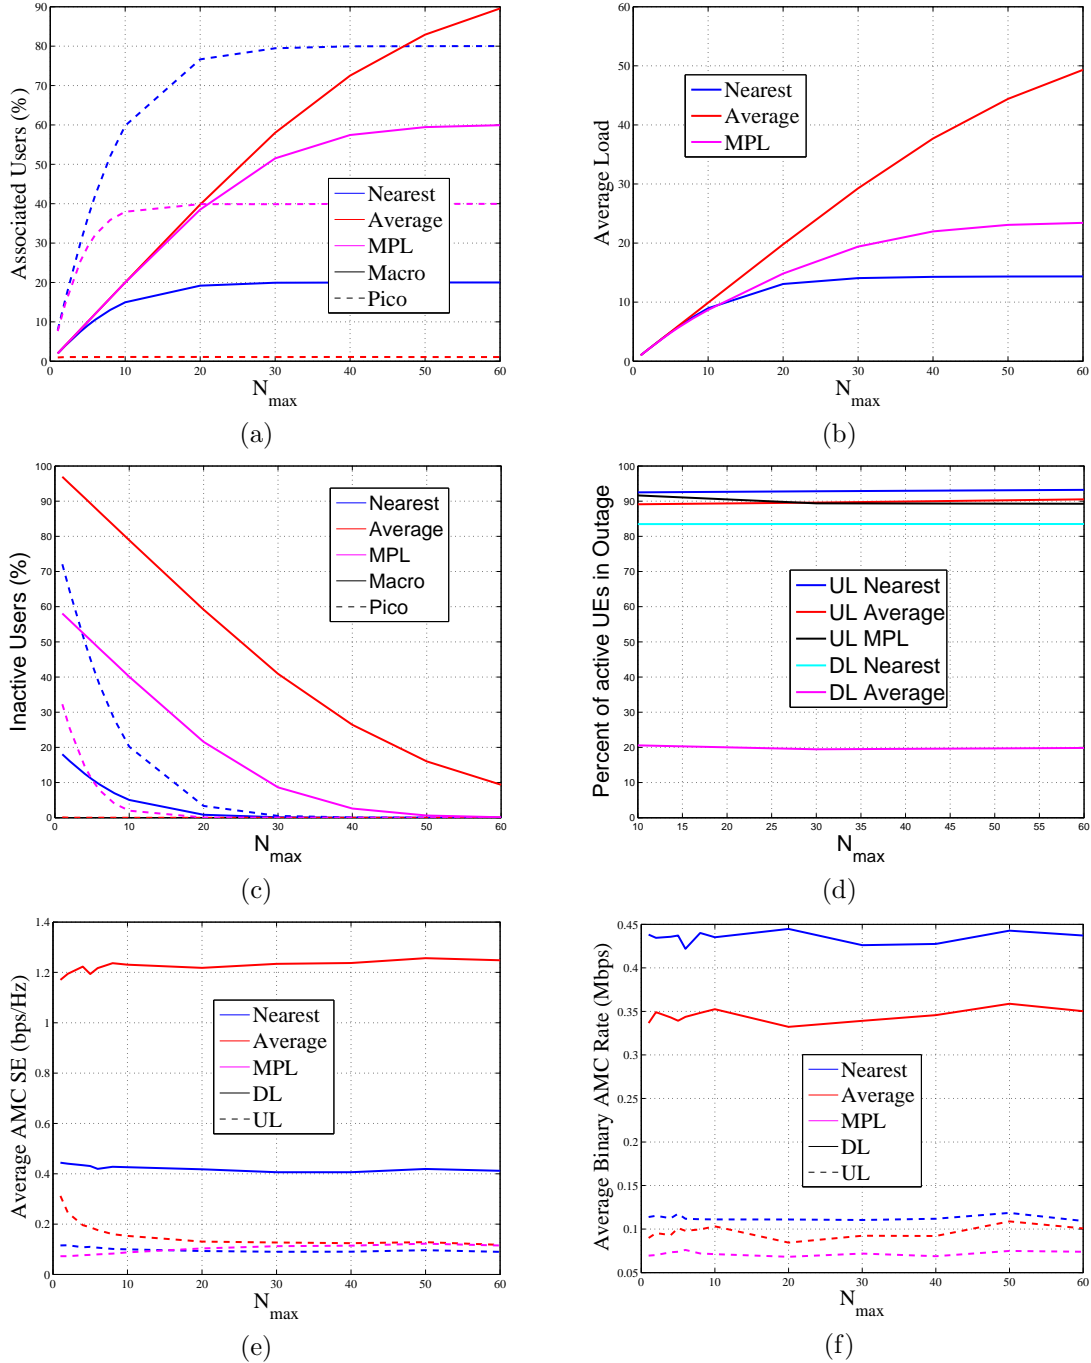 90
80
70
60
50
40
30
20
10
0
Associated Users (%)
Nearest
Average
MPL
Macro
Pico
10
20
30
40
50
60
N_max
(a)
60
50
40
30
20
10
0
Average Load
Nearest
Average
MPL
0
10
20
30
40
50
60
N_max
(b)
100
90
80
70
60
50
40
30
20
10
0
Inactive Users (%)
Nearest
Average
MPL
Macro
Pico
0
10
20
30
40
50
60
N_max
(c)
100
90
80
70
60
50
40
30
20
10
0
Percent of active UEs in Outage
UL Nearest
UL Average
UL MPL
DL Nearest
DL Average
10
15
20
25
30
35
40
45
50
55
60
N_max
(d)
1.4
1.2
1
0.8
0.6
0.4
0.2
0
Average AMC SE (bps/Hz)
Nearest
Average
MPL
DL
UL
0
10
20
30
40
50
60
N_max
(e)
0.45
0.4
0.35
0.3
0.25
0.2
0.15
0.1
0.05
Average Binary AMC Rate (Mbps)
Nearest
Average
MPL
DL
UL
0
10
20
30
40
50
60
N_max
(f)